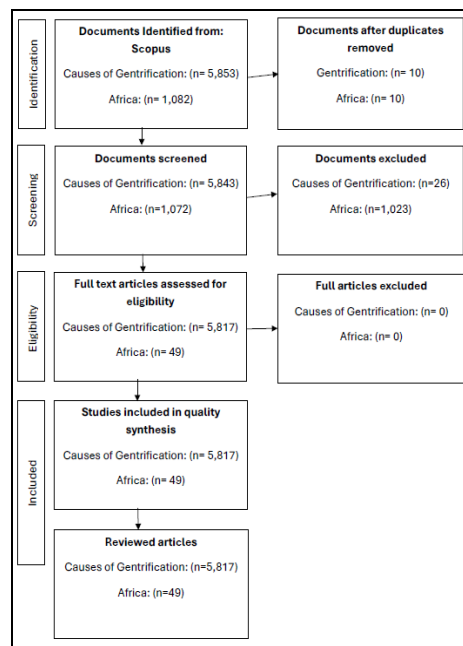 Identification
Documents Identified from:
Scopus
Causes of Gentrification: (n= 5,853)
Africa: (n = 1,082)
Documents after duplicates
removed
Gentrification: (n= 10)
Africa: (n= 10)
Screening
Documents screened
Causes of Gentrification: (n= 5,843)
Africa: (n=1,072)
Documents excluded
Causes of Gentrification: (n=26)
Africa: (n=1,023)
Eligibility
Full text articles assessed for
eligibility
Causes of Gentrification: (n= 5,817)
Africa: (n= 49)
Full articles excluded
Causes of Gentrification: (n= 0)
Africa: (n= 0)
Included
Studies included in quality
synthesis
Causes of Gentrification: (n= 5,817)
Africa: (n= 49)
Reviewed articles
Causes of Gentrification: (n=5,817)
Africa: (n=49)